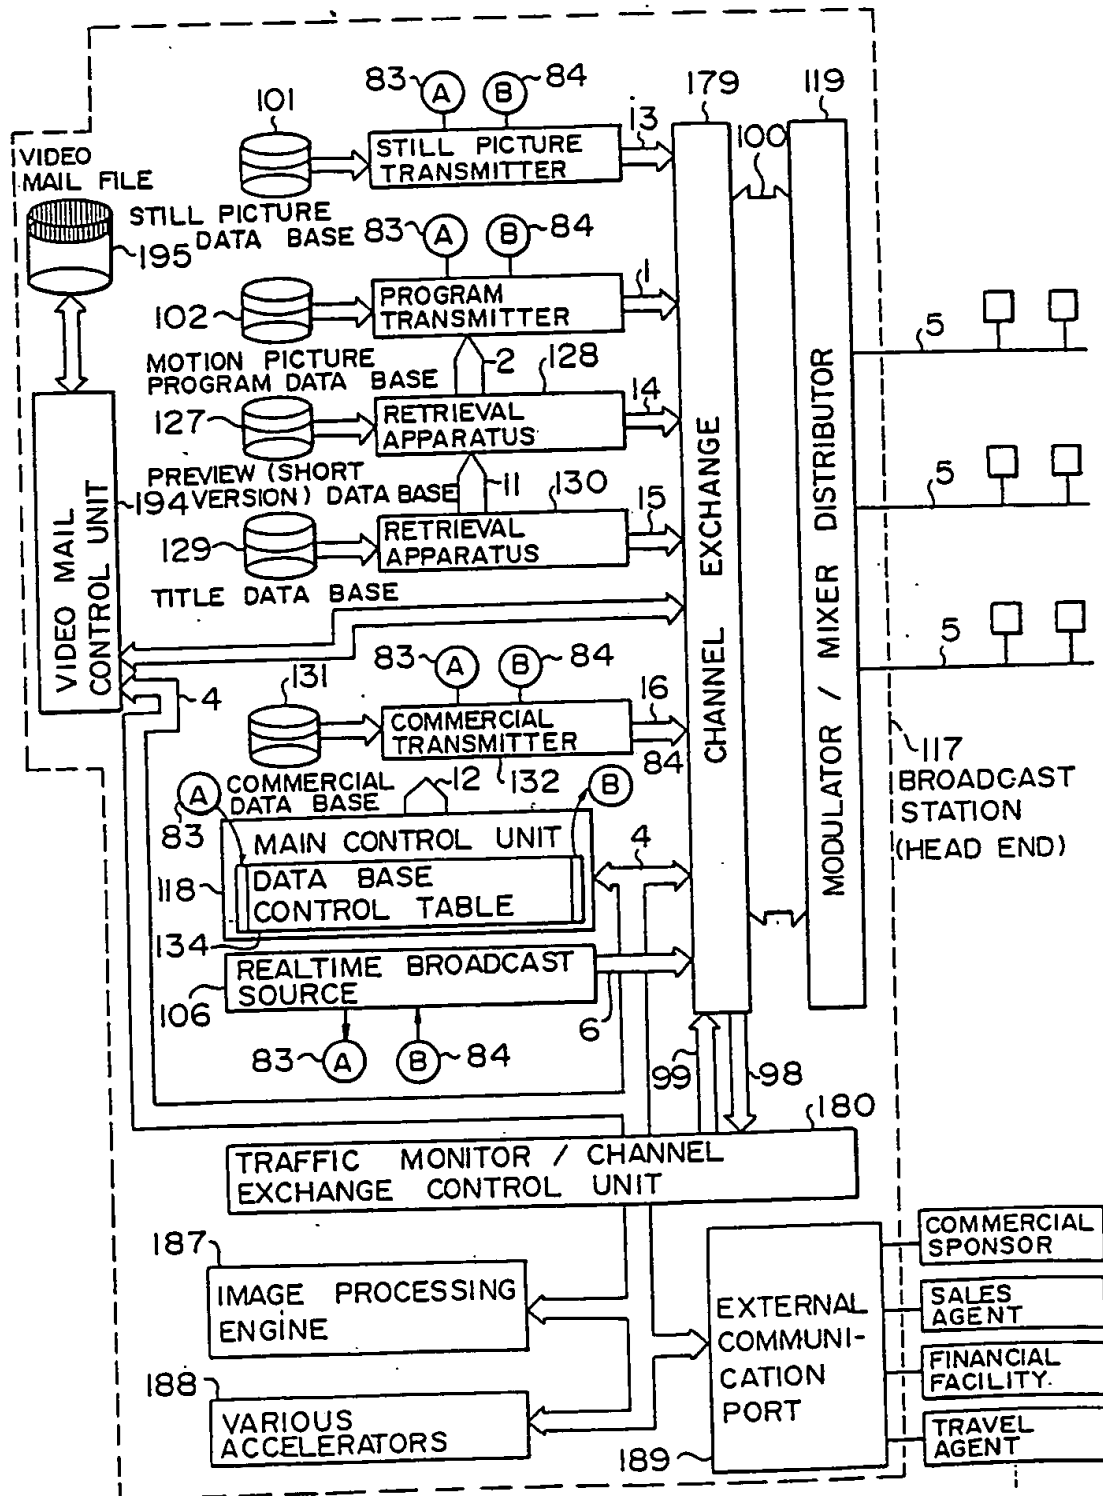 83
A
B
84
179
119
101
13
100
STILL PICTURE
TRANSMITTER
VIDEO
MAIL FILE
STILL PICTURE
DATA BASE
195
83
A
B
84
1
102
PROGRAM
TRANSMITTER
MOTION PICTURE
PROGRAM DATA BASE
2
128
5
127
RETRIEVAL
APPARATUS
14
PREVIEW (SHORT
VERSION) DATA BASE
194
11
130
5
129
RETRIEVAL
APPARATUS
15
TITLE DATA BASE
VIDEO MAIL
CONTROL UNIT
CHANNEL EXCHANGE
MODULATOR / MIXER DISTRIBUTOR
5
4
131
83
A
B
84
16
COMMERCIAL
TRANSMITTER
132
84
COMMERCIAL
DATA BASE
12
A
83
B
117
BROADCAST
STATION
(HEAD END)
MAIN CONTROL UNIT
118
DATA BASE
CONTROL TABLE
134
4
REALTIME BROADCAST
SOURCE
106
6
83
A
B
84
99
98
180
TRAFFIC MONITOR / CHANNEL
EXCHANGE CONTROL UNIT
187
IMAGE PROCESSING
ENGINE
188
VARIOUS
ACCELERATORS
EXTERNAL
COMMUNI-
CATION
PORT
189
COMMERCIAL
SPONSOR
SALES
AGENT
FINANCIAL
FACILITY.
TRAVEL
AGENT